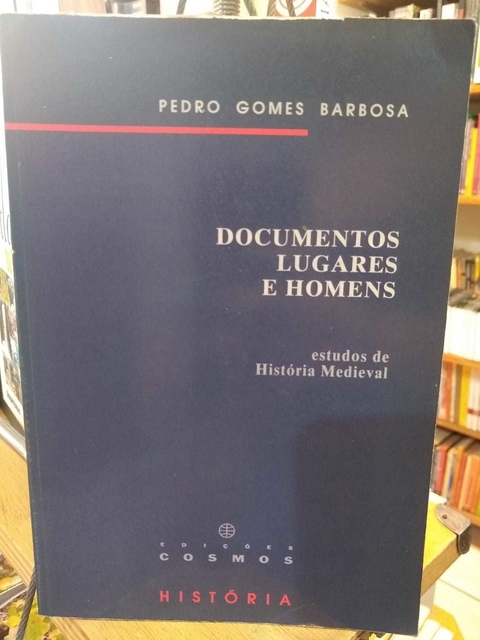 PEDRO GOMES BARBOSA
DOCUMENTOS
LUGARES
E HOMENS
estudos de
História Medieval
EDIÇÕES
COSMOS
HISTÓRIA